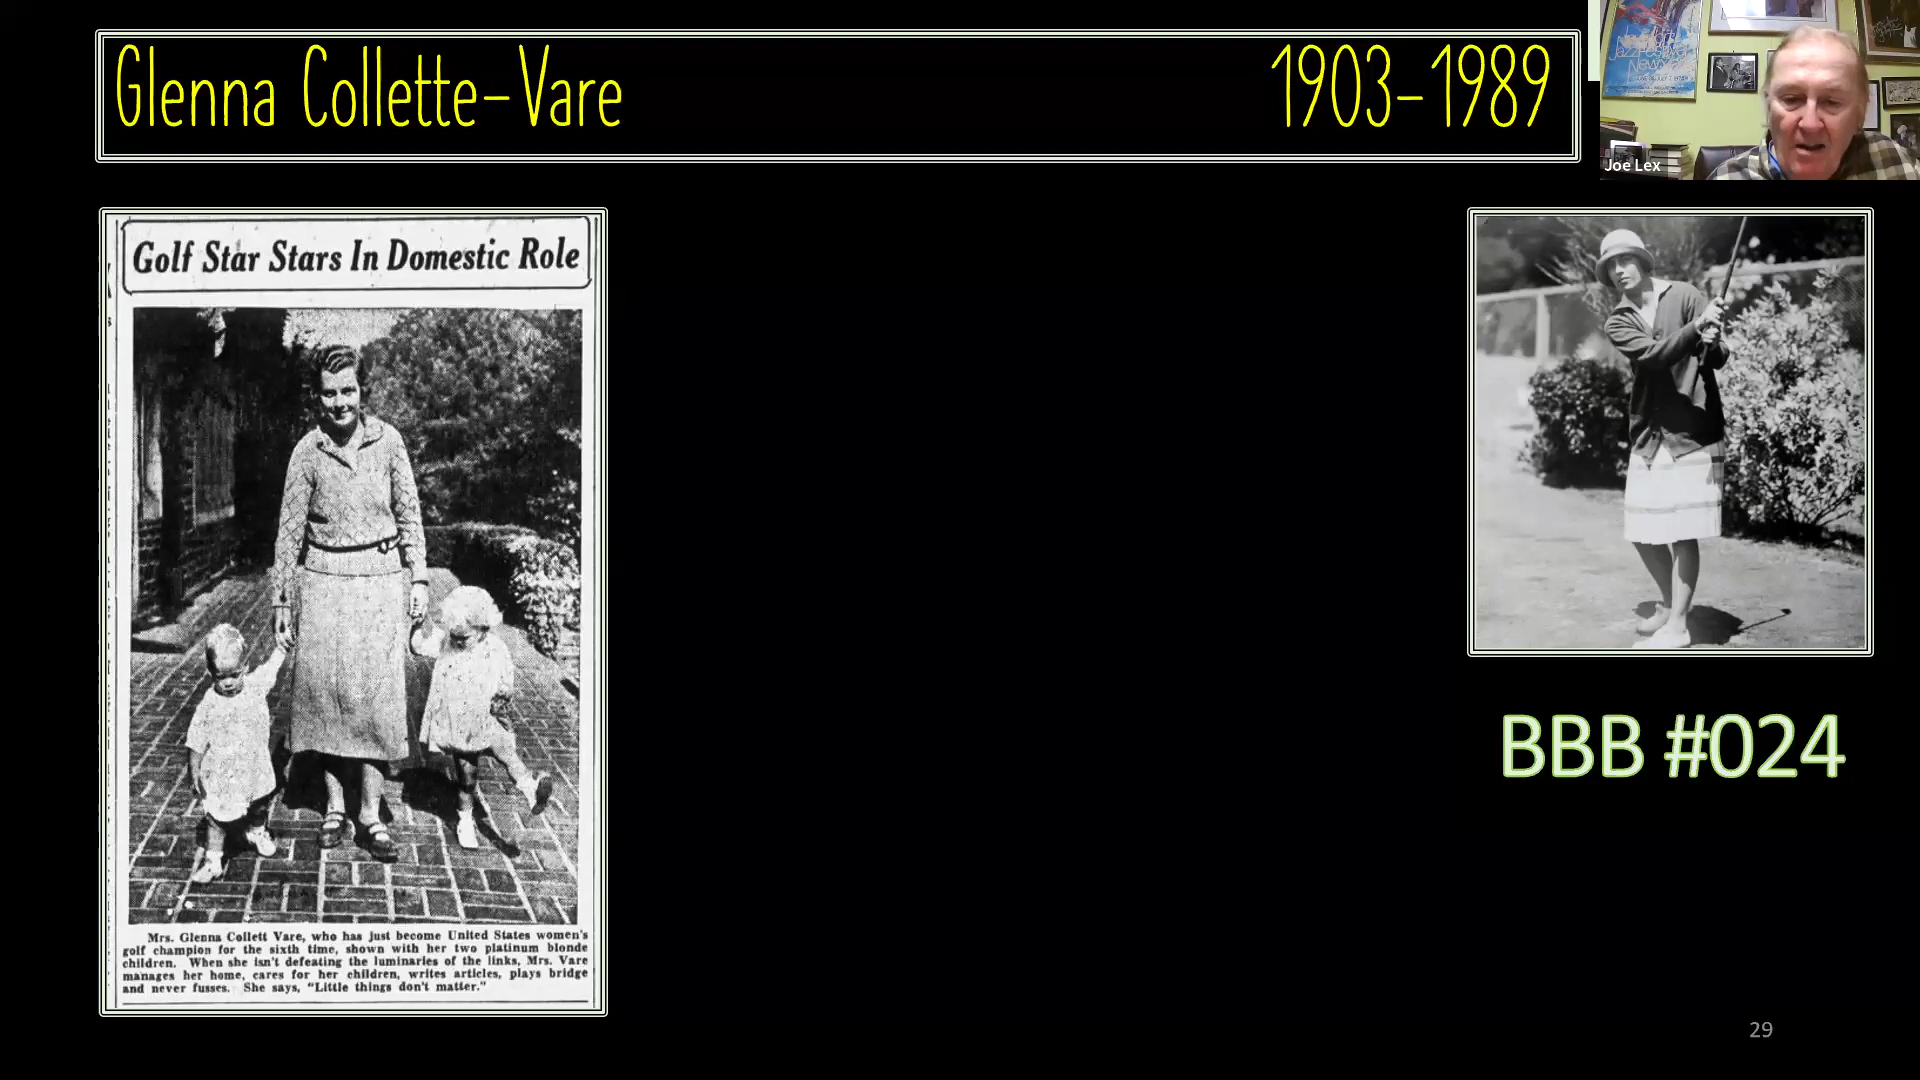 Glenna Collette-Vare 1903-1989
Joe Lex
Golf Star Stars In Domestic Role
Mrs. Glenna Collett Vare, who has just become United States women's
golf champion for the sixth time, shown with her two platinum blonde
children. When she isn't defeating the luminaries of the links, Mrs. Vare
manages her home, cares for her children, writes articles, plays bridge
and never fusses. She says, "Little things don't matter."
BBB #024
29